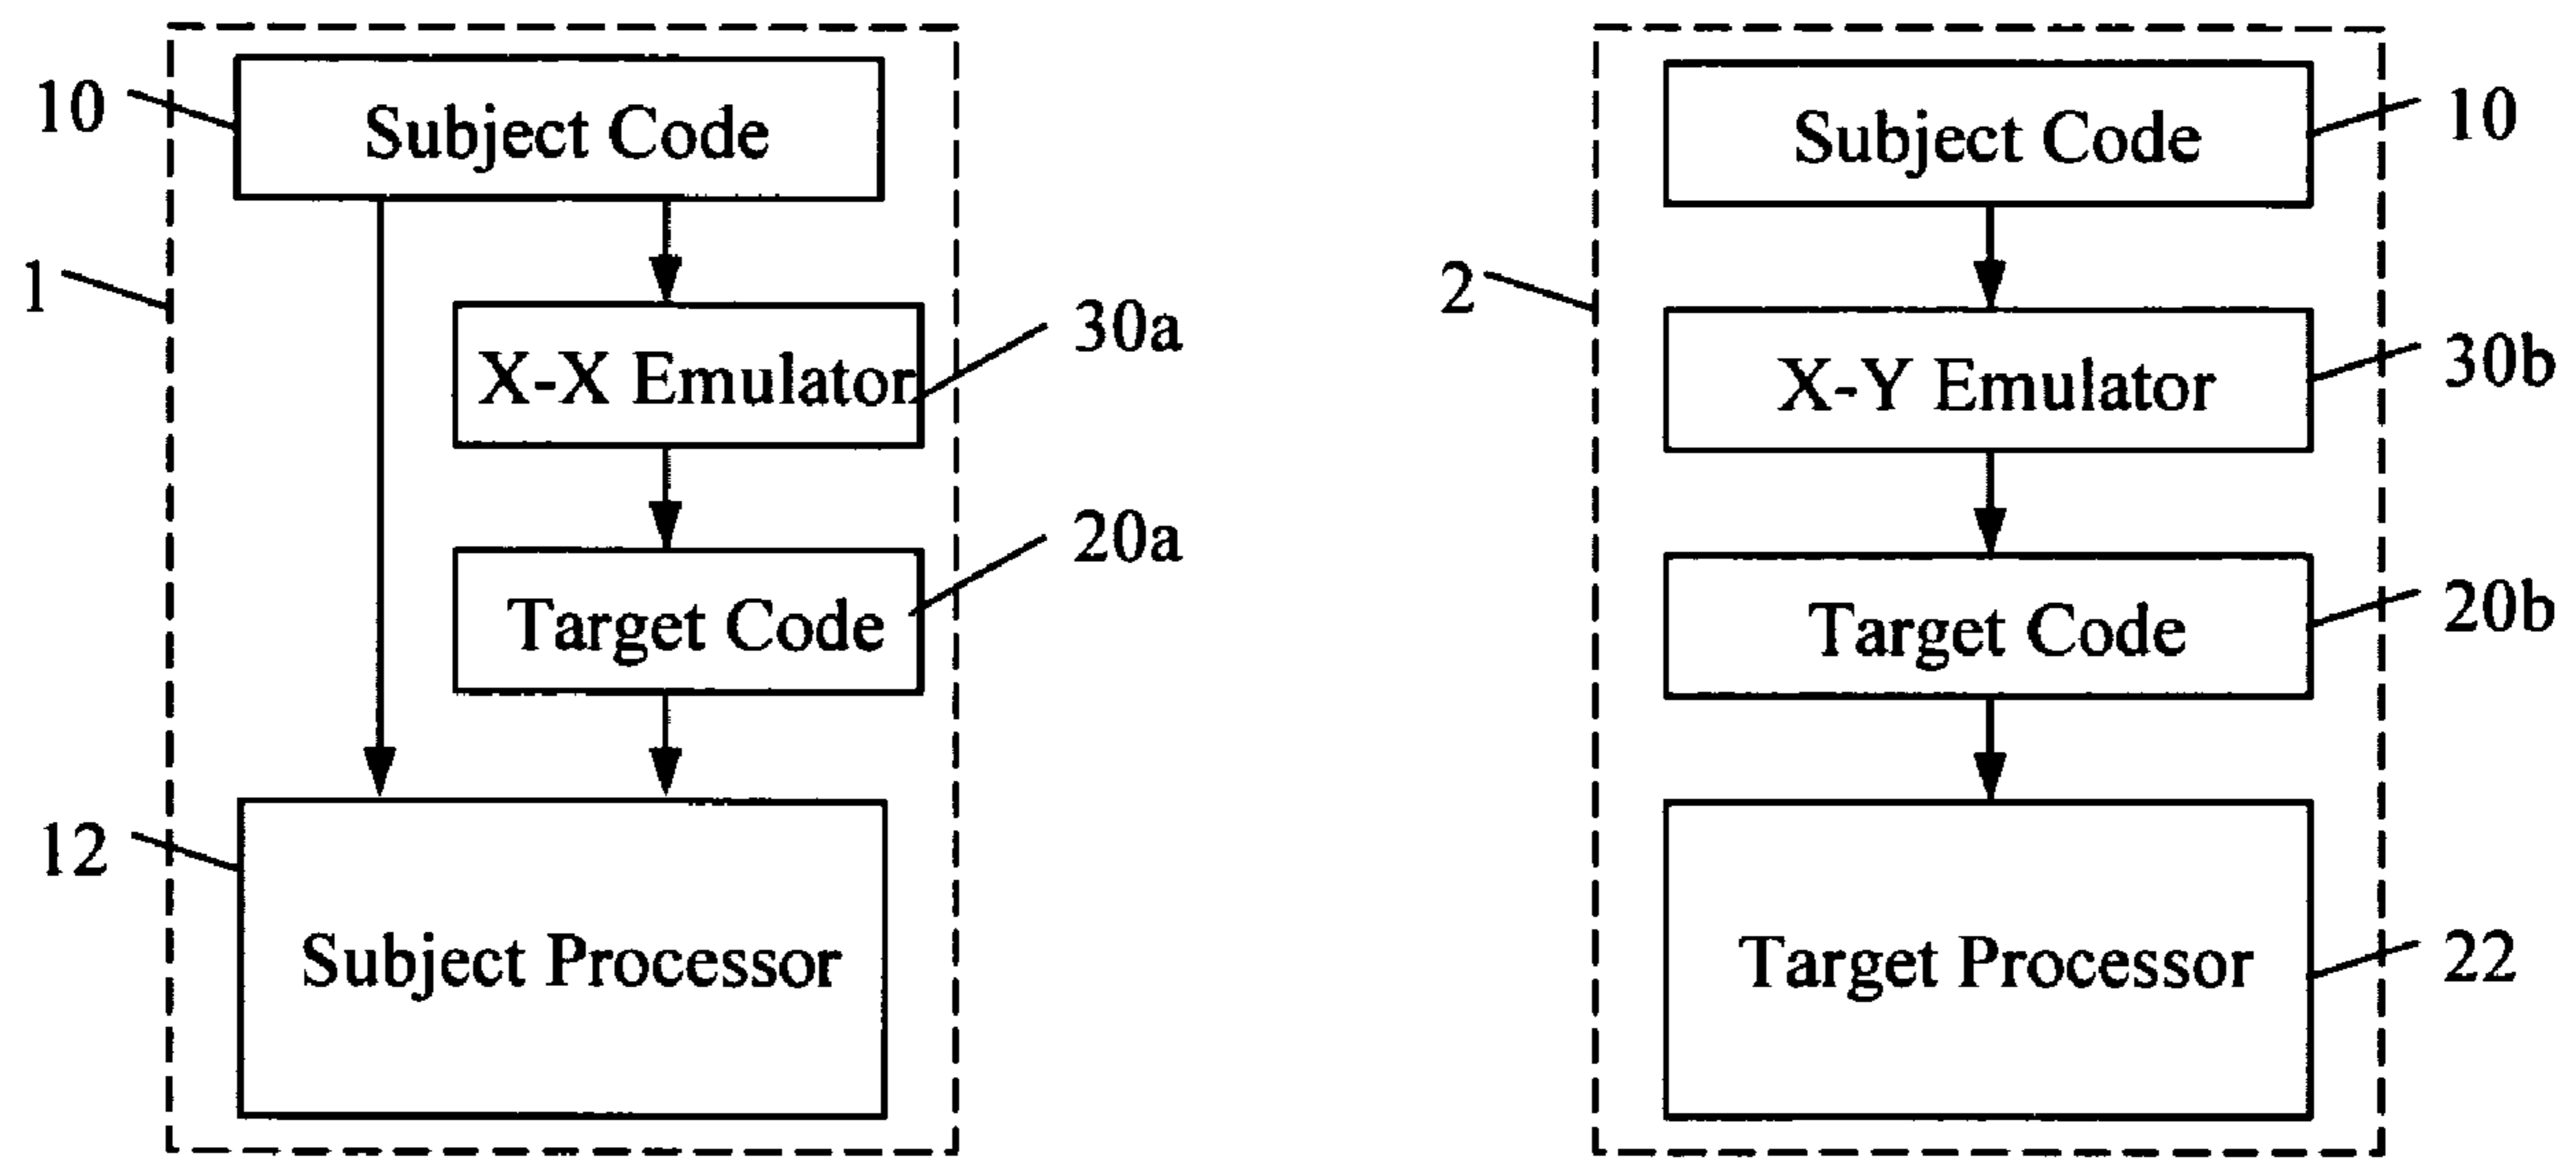 10
Subject Code
1
X-X Emulator
30a
Target Code
20a
12
Subject Processor
Subject Code
10
2
X-Y Emulator
30b
Target Code
20b
Target Processor
22